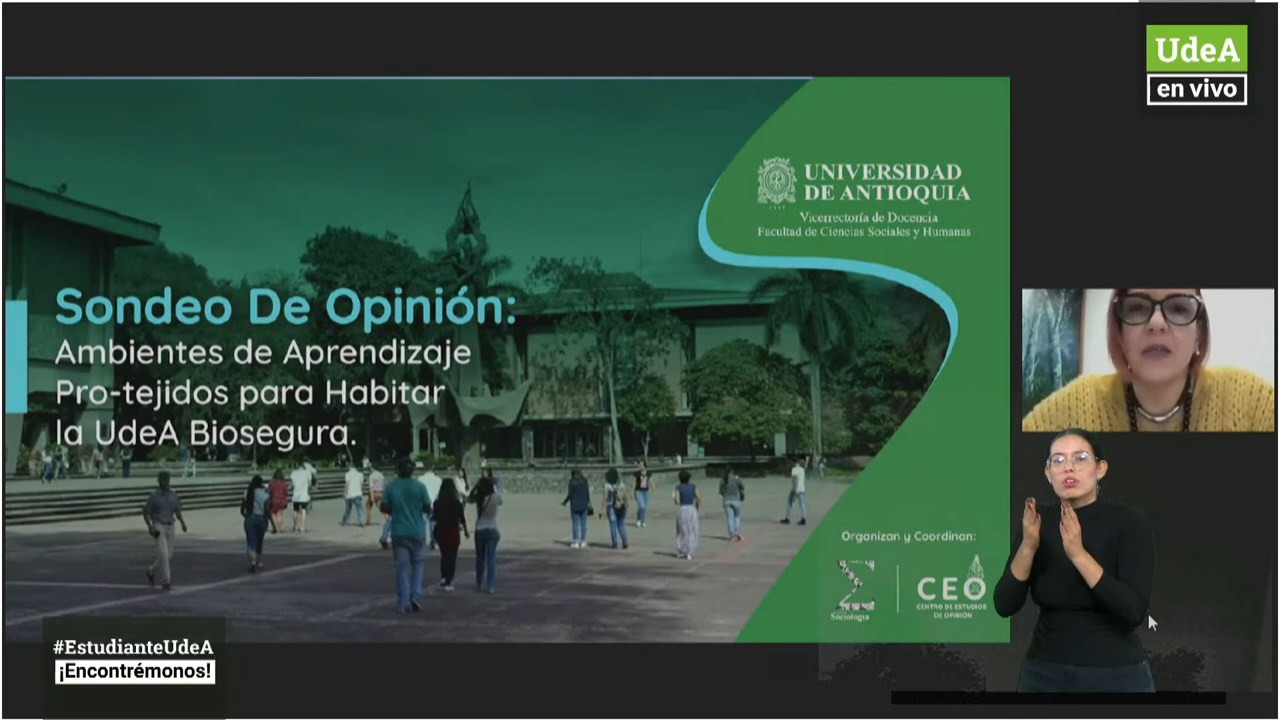 UdeA
en vivo
UNIVERSIDAD
DE ANTIOQUIA
Vicerrectoría de Docencia
Facultad de Ciencias Sociales y Humanas
Sondeo De Opinión:
Ambientes de Aprendizaje
Pro-tejidos para Habitar
la UdeA Biosegura.
Organizan y Coordinan:
Sociología
CEO
CENTRO DE ESTUDIOS
DE OPINIÓN
#EstudianteUdeA
¡Encontrémonos!